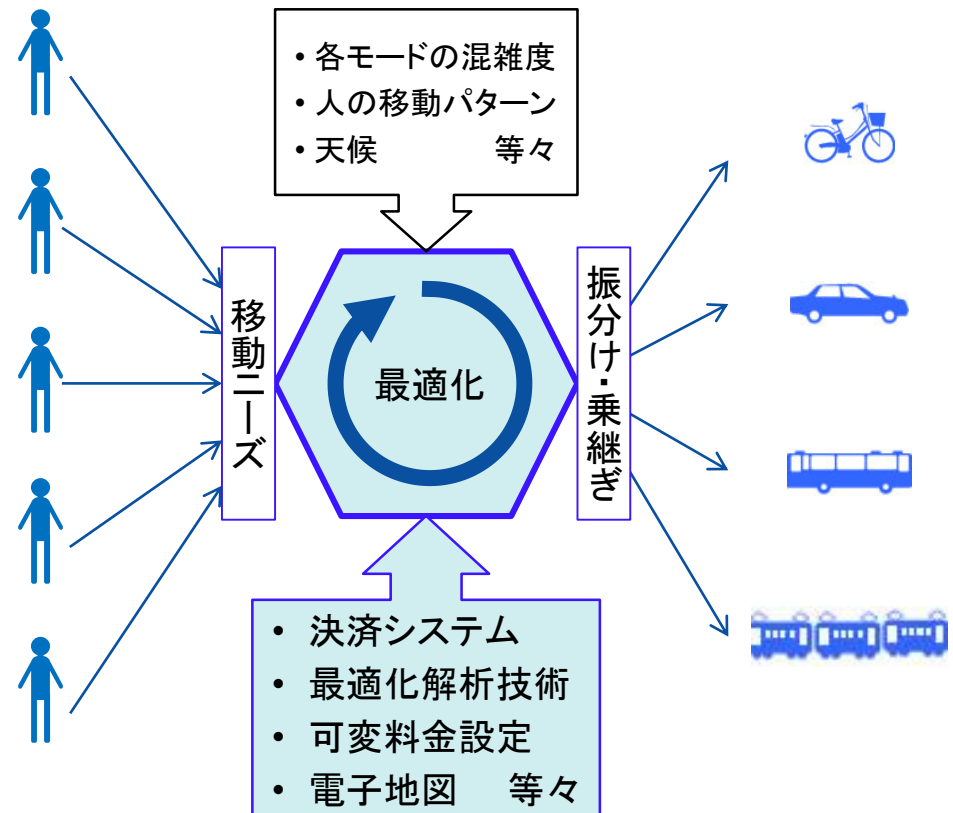 ・各モードの混雑度
・人の移動パターン
・天候 等々
移動ニーズ
最適化
振分け・乗継ぎ
• 決済システム
• 最適化解析技術
• 可変料金設定
• 電子地図 等々